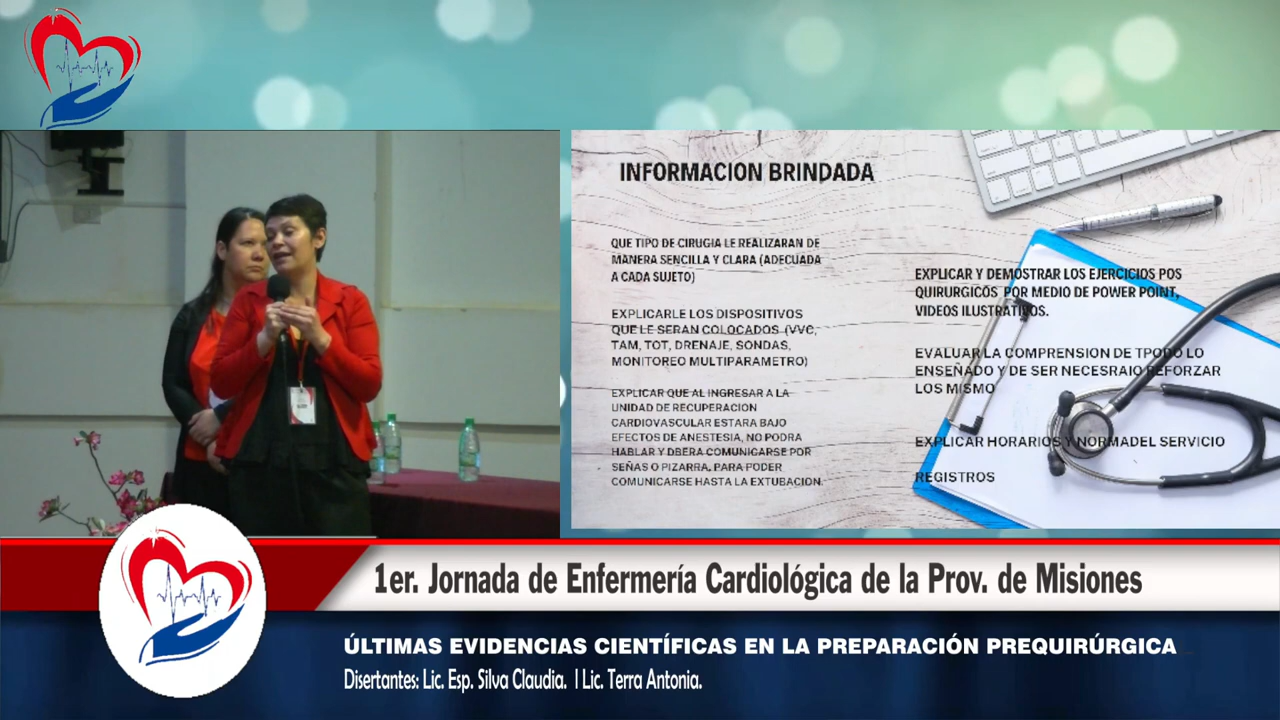 INFORMACION BRINDADA
QUE TIPO DE CIRUGIA LE REALIZARAN DE
MANERA SENCILLA Y CLARA (ADECUADA
A CADA SUJETO)
EXPLICARLE LOS DISPOSITIVOS
QUE LE SERAN COLOCADOS (VVC,
TAM, TOT, DRENAJE, SONDAS,
MONITOREO MULTIPARAMETRO)
EXPLICAR QUE AL INGRESAR A LA
UNIDAD DE RECUPERACION
CARDIOVASCULAR ESTARA BAJO
EFECTOS DE ANESTESIA, NO PODRA
HABLAR Y DBERA COMUNICARSE POR
SEÑAS O PIZARRA, PARA PODER
COMUNICARSE HASTA LA EXTUBACION.
EXPLICAR Y DEMOSTRAR LOS EJERCICIOS POS
QUIRURGICOS POR MEDIO DE POWER POINT,
VIDEOS ILUSTRATIVOS.
EVALUAR LA COMPRENSION DE TPODO LO
ENSEÑADO Y DE SER NECESRAIO REFORZAR
LOS MISMO
EXPLICAR HORARIOS Y NORMADEL SERVICIO
REGISTROS
1er. Jornada de Enfermería Cardiológica de la Prov. de Misiones
ÚLTIMAS EVIDENCIAS CIENTÍFICAS EN LA PREPARACIÓN PREQUIRÚRGICA
Disertantes: Lic. Esp. Silva Claudia. I Lic. Terra Antonia.